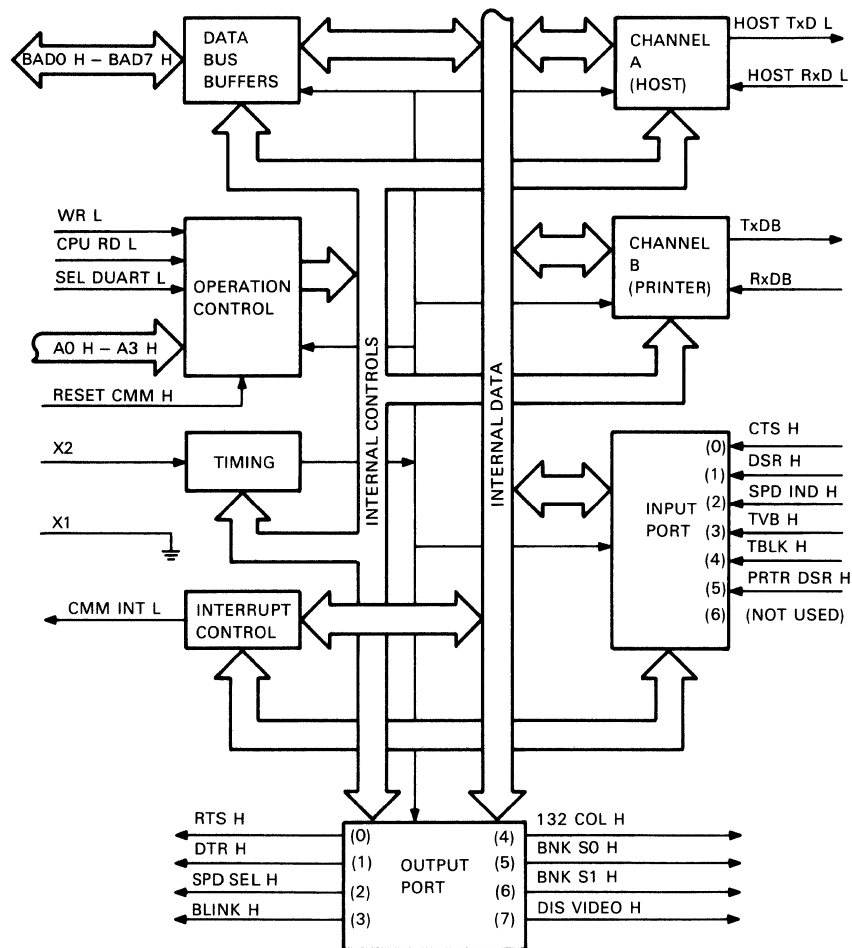 HOST TxD L
DATA
BUS
BUFFERS
BAD0 H – BAD7 H
CHANNEL
A
(HOST)
HOST RxD L
WR L
CPU RD L
SEL DUART L
OPERATION
CONTROL
A0 H – A3 H
RESET CMM H
CHANNEL
B
(PRINTER)
TxDB
RxDB
INTERNAL CONTROLS
INTERNAL DATA
X2
TIMING
X1
CMM INT L
INTERRUPT
CONTROL
INPUT
PORT
(0) CTS H
(1) DSR H
(2) SPD IND H
(3) TVB H
(4) TBLK H
(5) PRTR DSR H
(6) (NOT USED)
OUTPUT
PORT
RTS H (0)
DTR H (1)
SPD SEL H (2)
BLINK H (3)
(4) 132 COL H
(5) BNK S0 H
(6) BNK S1 H
(7) DIS VIDEO H